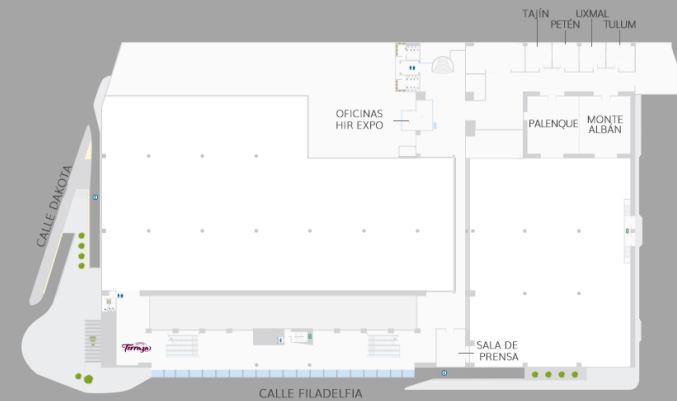 TAJÍN
PETÉN
UXMAL
TULUM
OFICINAS
HIR EXPO
PALENQUE
MONTE
ALBÁN
CALLE DAKOTA
Terraza
SALA DE
PRENSA
CALLE FILADELFIA